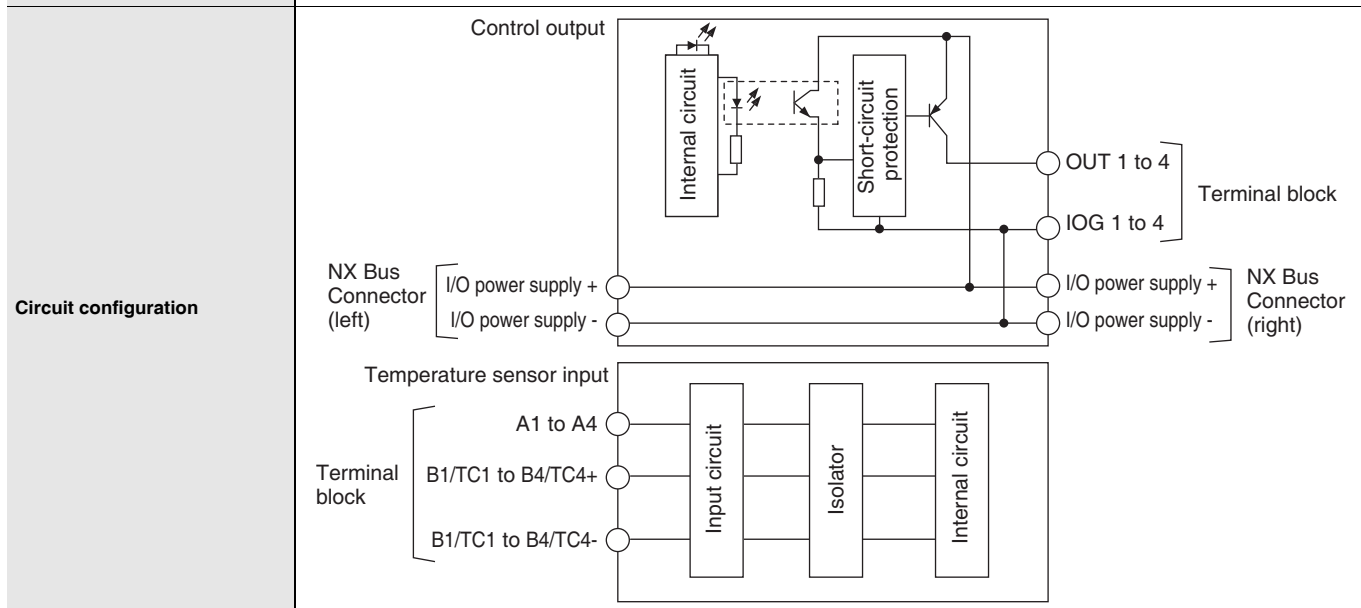 Circuit configuration
Control output
Internal circuit
Short-circuit
protection
OUT 1 to 4
IOG 1 to 4
Terminal block
NX Bus
Connector
(left)
I/O power supply +
I/O power supply -
I/O power supply +
I/O power supply -
NX Bus
Connector
(right)
Temperature sensor input
Terminal
block
A1 to A4
B1/TC1 to B4/TC4+
B1/TC1 to B4/TC4-
Input circuit
Isolator
Internal circuit